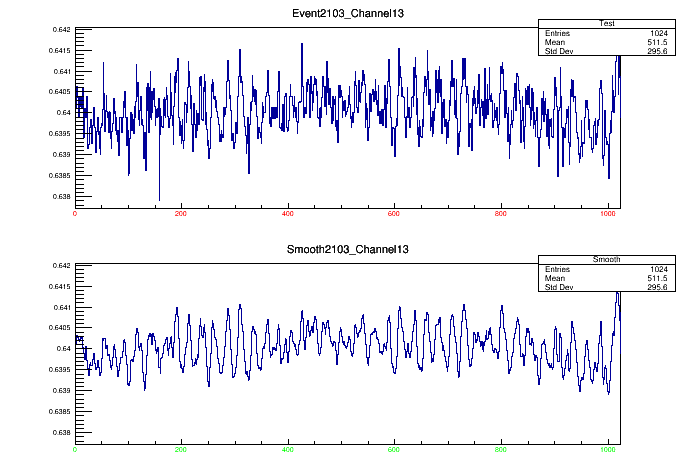 Event2103_Channel13
Test
Entries 1024
Mean 511.5
Std Dev 295.6
0.642
0.6415
0.641
0.6405
0.64
0.6395
0.639
0.6385
0.638
0 200 400 600 800 1000
Smooth2103_Channel13
Smooth
Entries 1024
Mean 511.5
Std Dev 295.6
0.642
0.6415
0.641
0.6405
0.64
0.6395
0.639
0.6385
0.638
0 200 400 600 800 1000